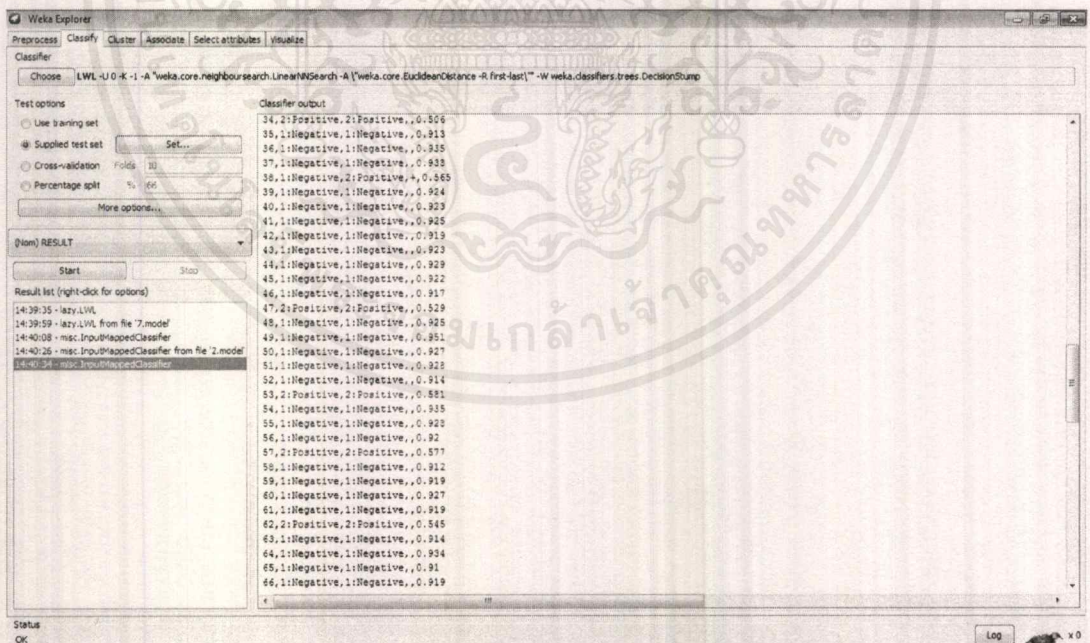 Weka Explorer
Preprocess Classify Cluster Associate Select attributes Visualize
Classifier
Choose LWL -U 0 -K -1 -A "weka.core.neighboursearch.LinearNNSearch -A \"weka.core.EuclideanDistance -R first-last\"" -W weka.classifiers.trees.DecisionStump
Test options
Use training set
Supplied test set Set...
Cross-validation Folds 10
Percentage split % 66
More options...
(Nom) RESULT
Start Stop
Result list (right-click for options)
14:39:35 - lazy.LWL
14:39:59 - lazy.LWL from file '7.model'
14:40:08 - misc.InputMappedClassifier
14:40:26 - misc.InputMappedClassifier from file '2.model'
14:40:34 - misc.InputMappedClassifier
Classifier output
34,2:Positive,2:Positive,,0.506
35,1:Negative,1:Negative,,0.913
36,1:Negative,1:Negative,,0.935
37,1:Negative,1:Negative,,0.933
38,1:Negative,2:Positive,+,0.565
39,1:Negative,1:Negative,,0.924
40,1:Negative,1:Negative,,0.923
41,1:Negative,1:Negative,,0.925
42,1:Negative,1:Negative,,0.919
43,1:Negative,1:Negative,,0.923
44,1:Negative,1:Negative,,0.929
45,1:Negative,1:Negative,,0.922
46,1:Negative,1:Negative,,0.917
47,2:Positive,2:Positive,,0.529
48,1:Negative,1:Negative,,0.925
49,1:Negative,1:Negative,,0.951
50,1:Negative,1:Negative,,0.927
51,1:Negative,1:Negative,,0.928
52,1:Negative,1:Negative,,0.914
53,2:Positive,2:Positive,,0.581
54,1:Negative,1:Negative,,0.935
55,1:Negative,1:Negative,,0.928
56,1:Negative,1:Negative,,0.92
57,2:Positive,2:Positive,,0.577
58,1:Negative,1:Negative,,0.912
59,1:Negative,1:Negative,,0.919
60,1:Negative,1:Negative,,0.927
61,1:Negative,1:Negative,,0.919
62,2:Positive,2:Positive,,0.545
63,1:Negative,1:Negative,,0.914
64,1:Negative,1:Negative,,0.934
65,1:Negative,1:Negative,,0.91
66,1:Negative,1:Negative,,0.919
Status
OK
Log x 0